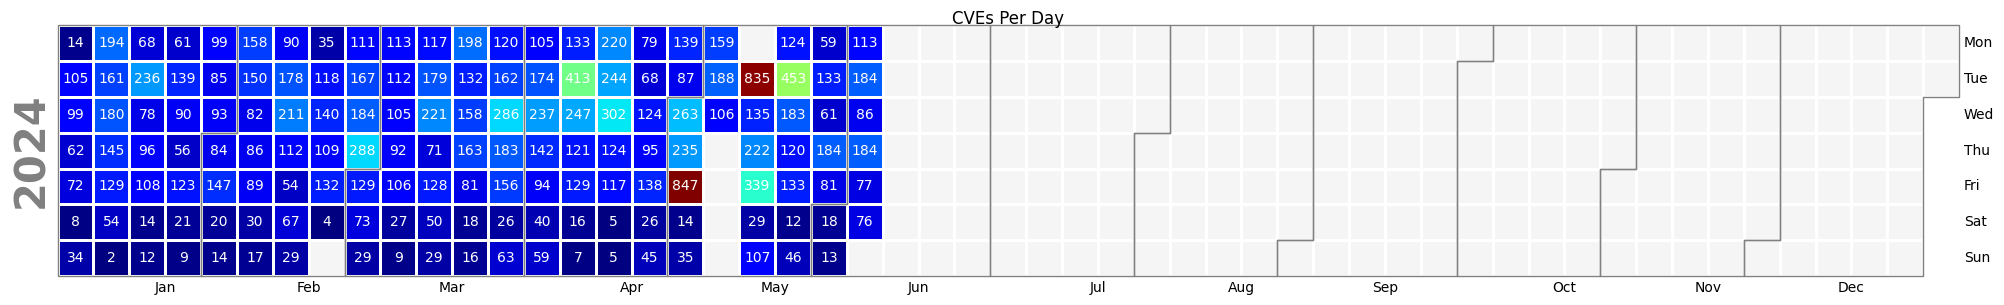 CVEs Per Day
2024
14 194 68 61 99 158 90 35 111 113 117 198 120 105 133 220 79 139 159 124 59 113 Mon
105 161 236 139 85 150 178 118 167 112 179 132 162 174 413 244 68 87 188 835 453 133 184 Tue
99 180 78 90 93 82 211 140 184 105 221 158 286 237 247 302 124 263 106 135 183 61 86 Wed
62 145 96 56 84 86 112 109 288 92 71 163 183 142 121 124 95 235 222 120 184 184 Thu
72 129 108 123 147 89 54 132 129 106 128 81 156 94 129 117 138 847 339 133 81 77 Fri
8 54 14 21 20 30 67 4 73 27 50 18 26 40 16 5 26 14 29 12 18 76 Sat
34 2 12 9 14 17 29 29 9 29 16 63 59 7 5 45 35 107 46 13 Sun
Jan Feb Mar Apr May Jun Jul Aug Sep Oct Nov Dec